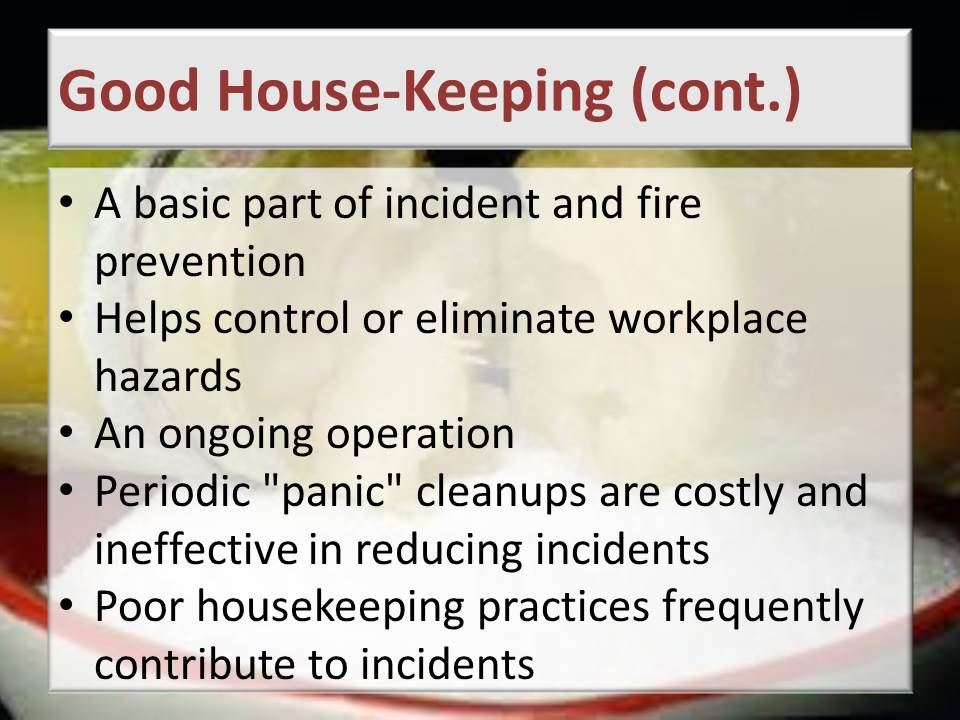 Good House-Keeping (cont.)
• A basic part of incident and fire
prevention
• Helps control or eliminate workplace
hazards
• An ongoing operation
• Periodic "panic" cleanups are costly and
ineffective in reducing incidents
• Poor housekeeping practices frequently
contribute to incidents